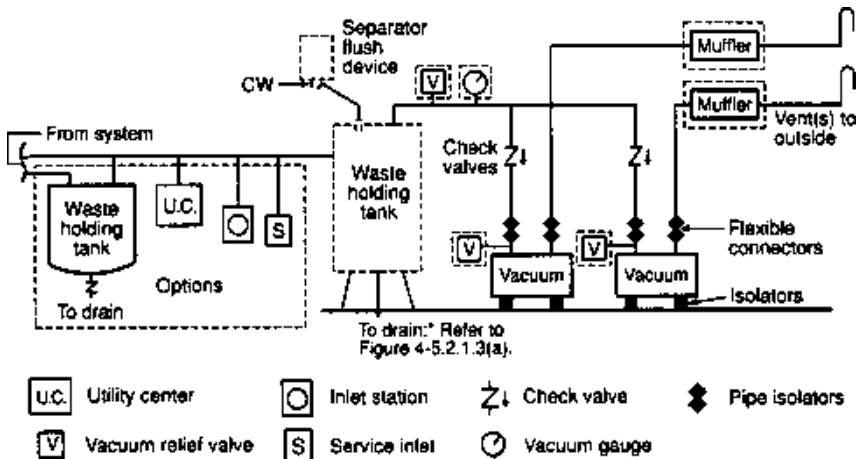 Separator
flush
device
CW
V
Muffler
Muffler
Vent(s) to
outside
From system
Check
valves
Waste
holding
tank
Waste
holding
tank
U.C.
S
Options
To drain
V
V
Flexible
connectors
Vacuum
Vacuum
Isolators
To drain:* Refer to
Figure 4-5.2.1.3(a).
U.C. Utility center
Inlet station
Check valve
Pipe isolators
V Vacuum relief valve
S Service inlet
Vacuum gauge